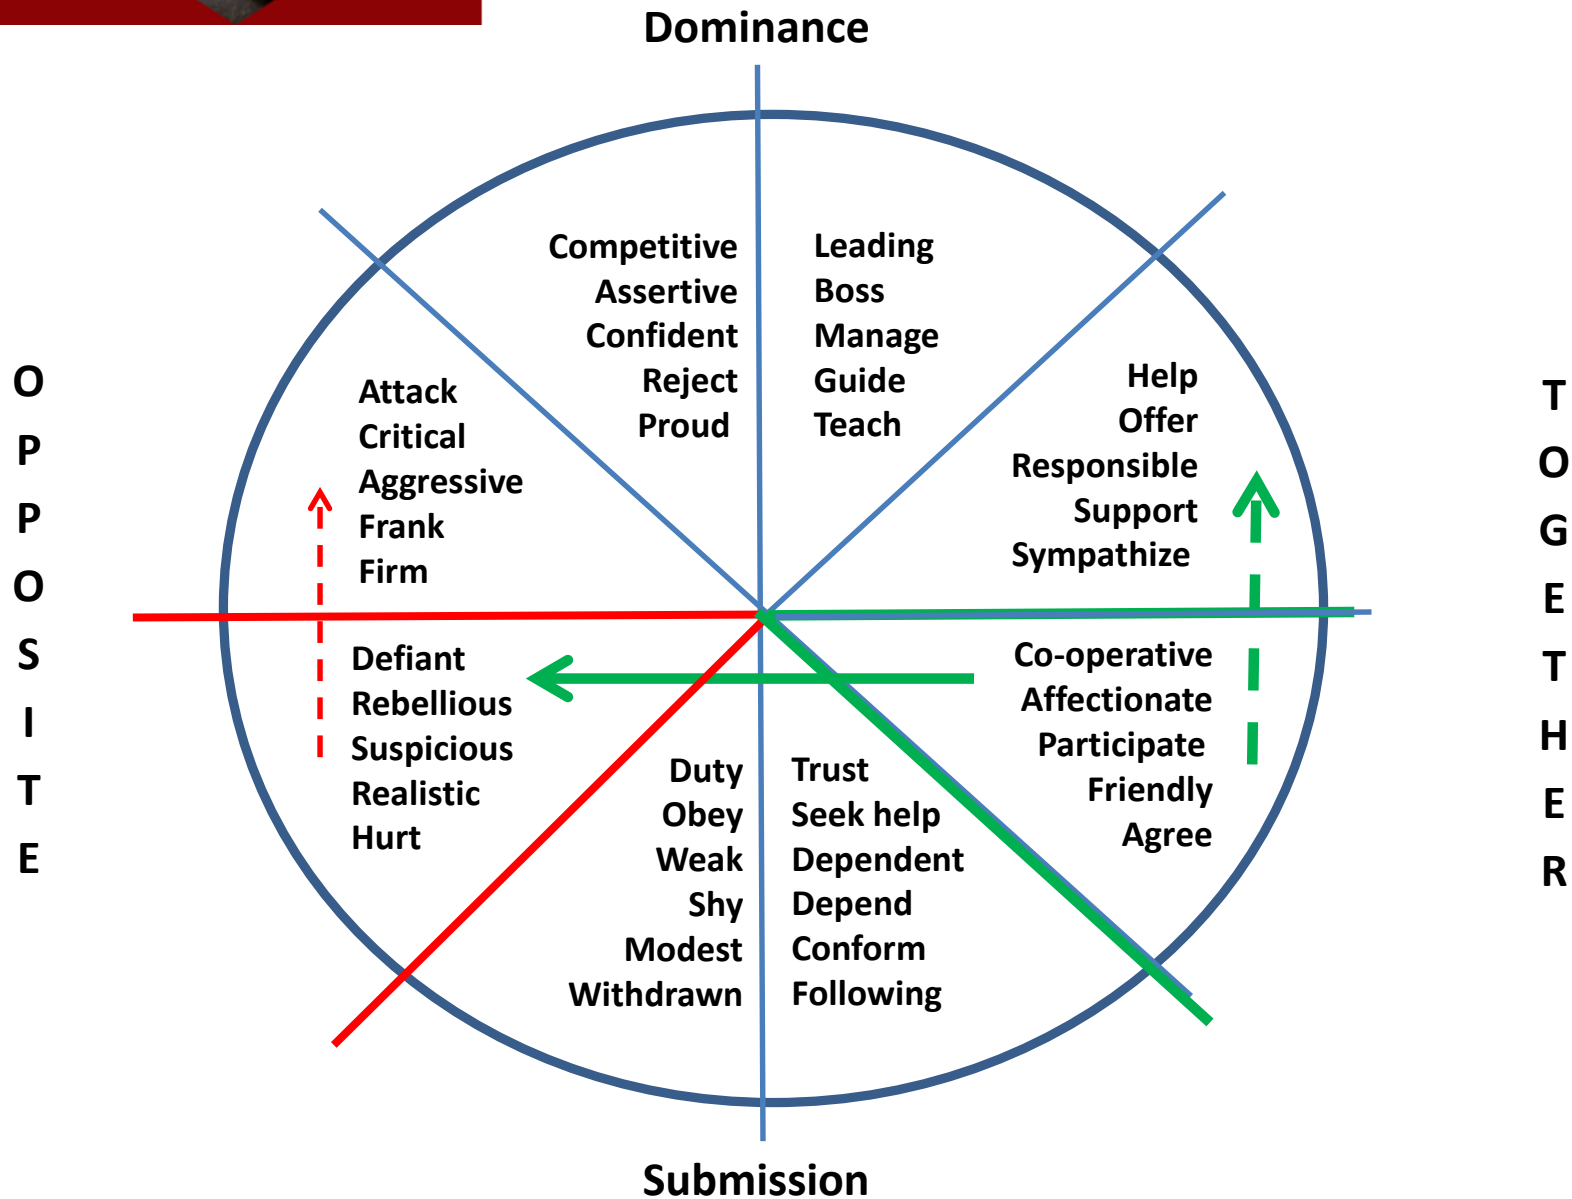 Dominance
Competitive
Assertive
Confident
Reject
Proud
Leading
Boss
Manage
Guide
Teach
Attack
Critical
Aggressive
Frank
Firm
Help
Offer
Responsible
Support
Sympathize
O
P
P
O
S
I
T
E
T
O
G
E
T
H
E
R
Defiant
Rebellious
Suspicious
Realistic
Hurt
Co-operative
Affectionate
Participate
Friendly
Agree
Duty
Obey
Weak
Shy
Modest
Withdrawn
Trust
Seek help
Dependent
Depend
Conform
Following
Submission